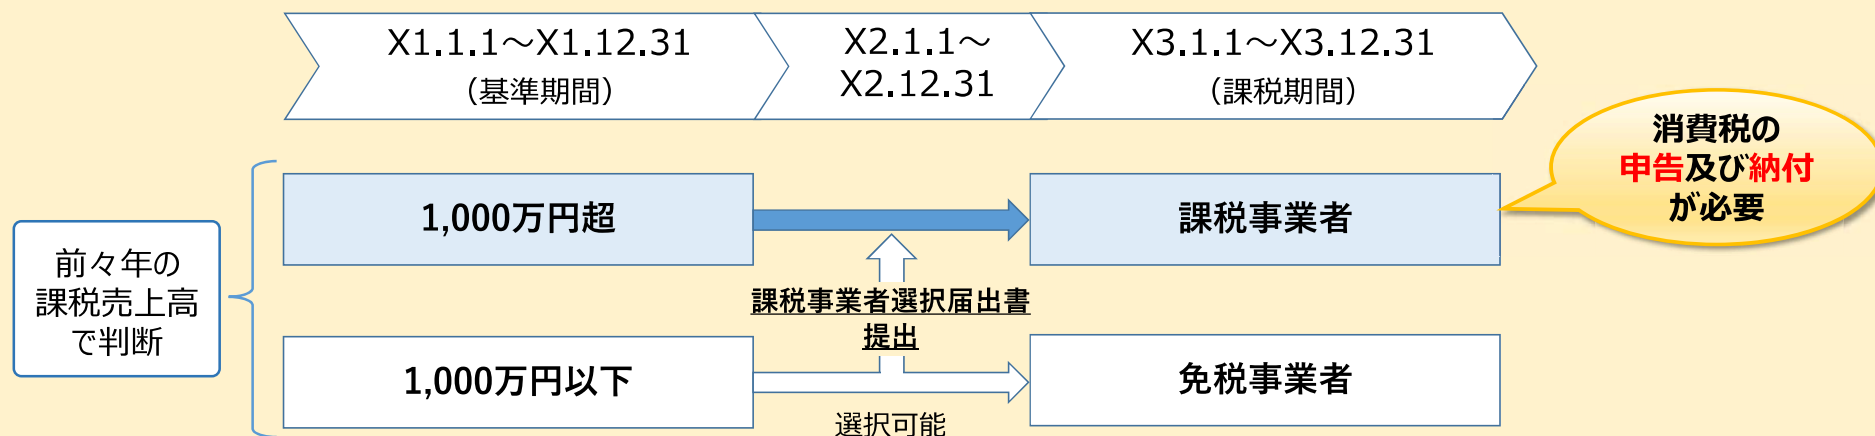 X1.1.1～X1.12.31
（基準期間）
X2.1.1～
X2.12.31
X3.1.1～X3.12.31
（課税期間）
消費税の
申告及び納付
が必要
前々年の
課税売上高
で判断
1,000万円超
課税事業者
課税事業者選択届出書
提出
1,000万円以下
免税事業者
選択可能